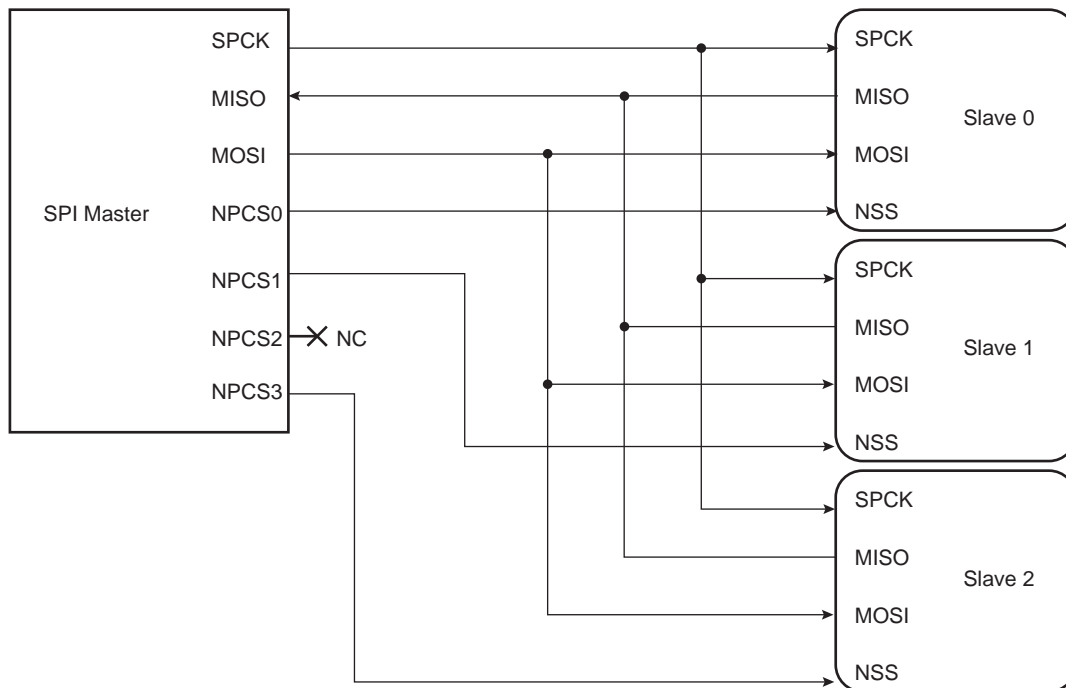 SPI Master
SPCK
MISO
MOSI
NPCS0
NPCS1
NPCS2
NC
NPCS3
SPCK
MISO
Slave 0
MOSI
NSS
SPCK
MISO
Slave 1
MOSI
NSS
SPCK
MISO
Slave 2
MOSI
NSS